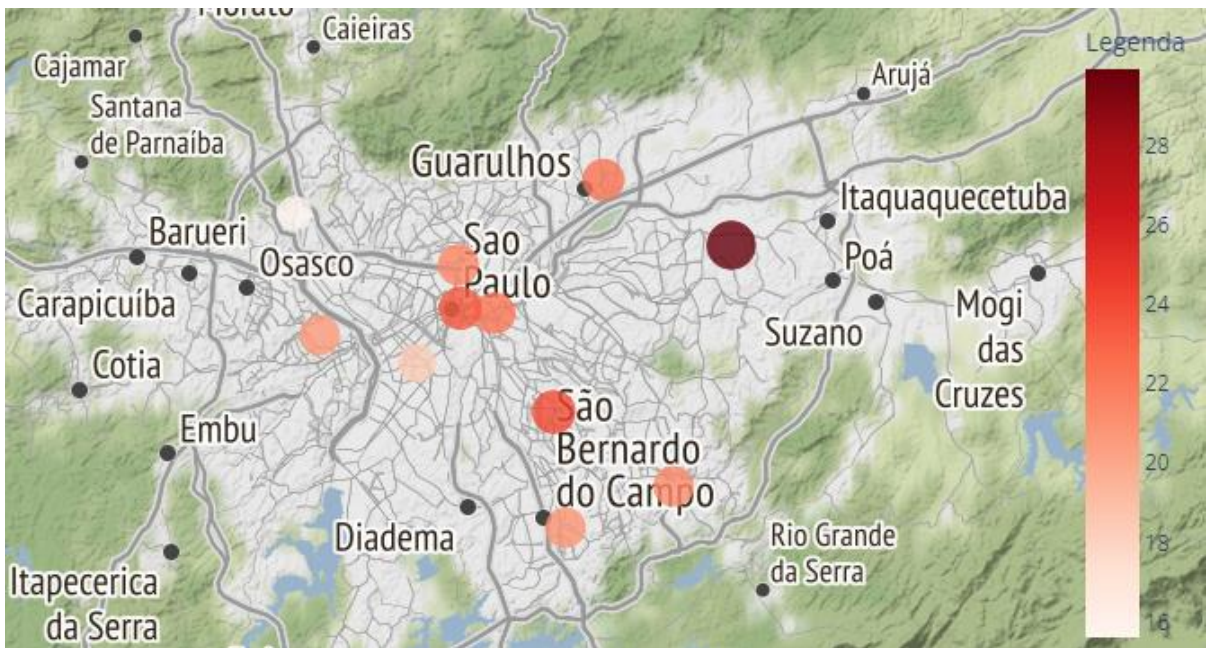 Morato
Caieiras
Legenda
Cajamar
Arujá
Santana
de Parnaíba
28
Guarulhos
Itaquaquecetuba
Barueri
Sao
Paulo
26
Osasco
Poá
Carapicuíba
24
Mogi
das
Cruzes
Suzano
Cotia
22
São
Bernardo
do Campo
Embu
20
Diadema
Rio Grande
da Serra
18
Itapecerica
da Serra
16